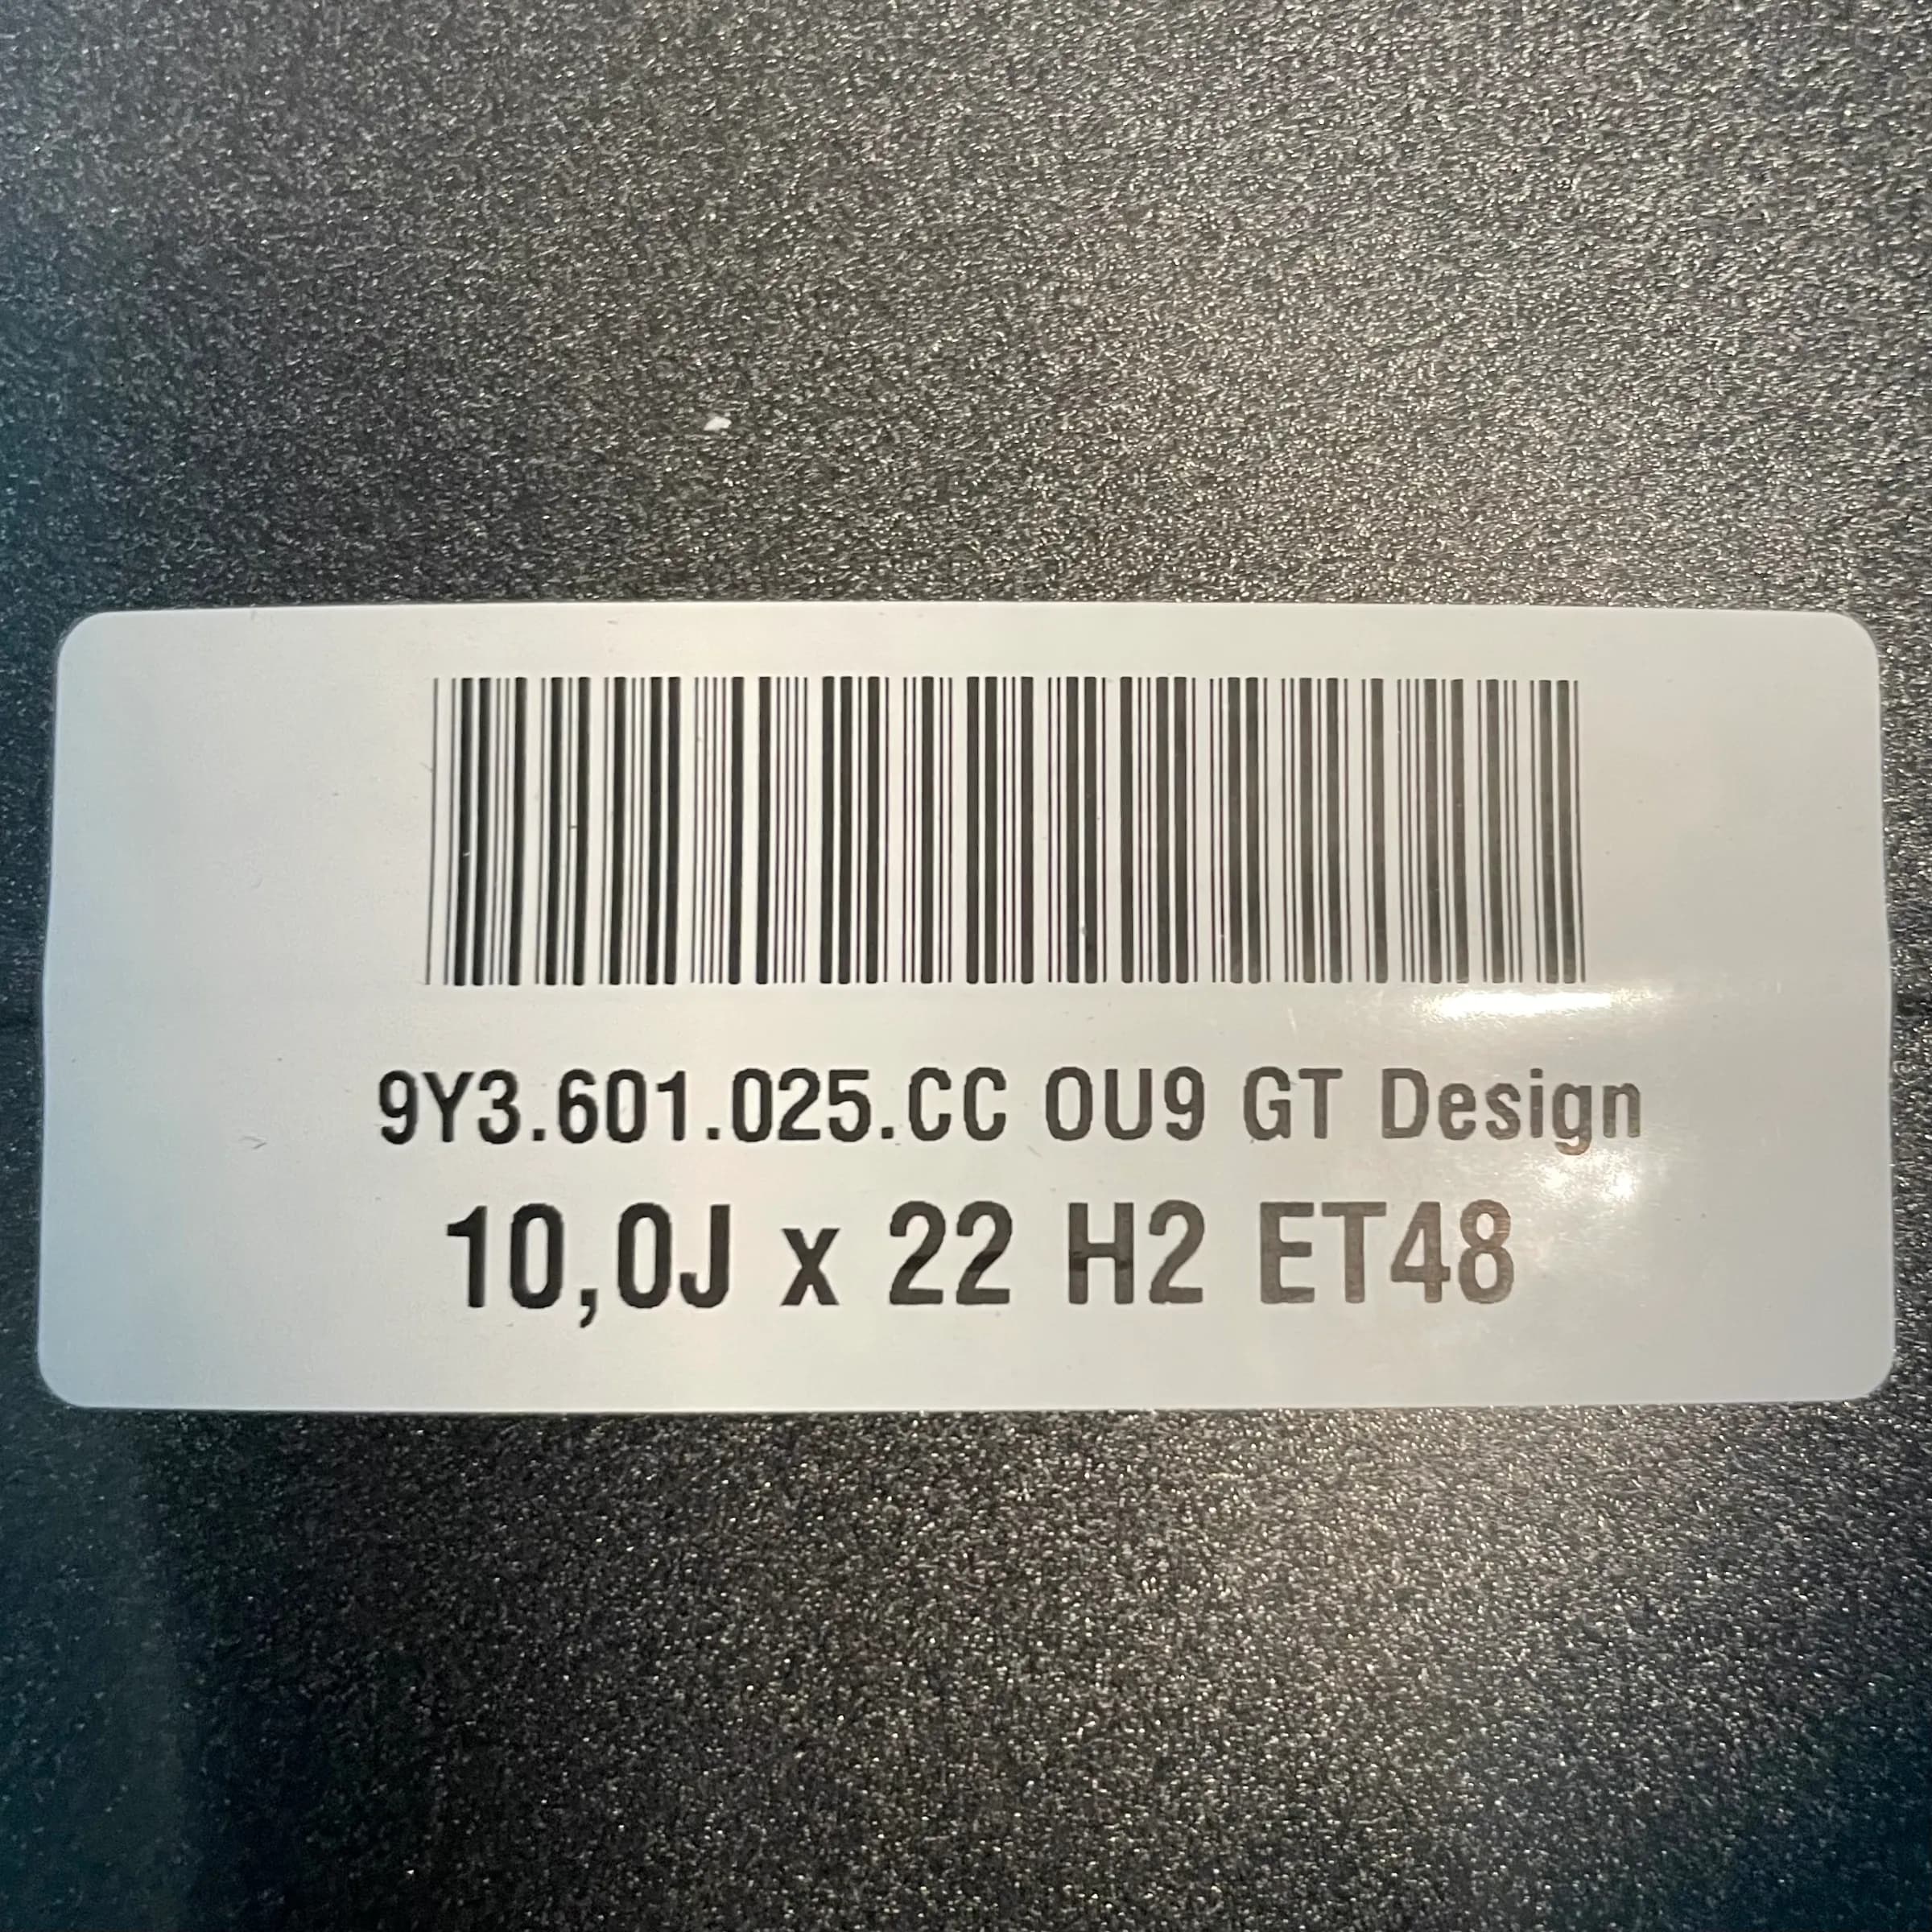 9Y3.601.025.CC OU9 GT Design
10,0J x 22 H2 ET48